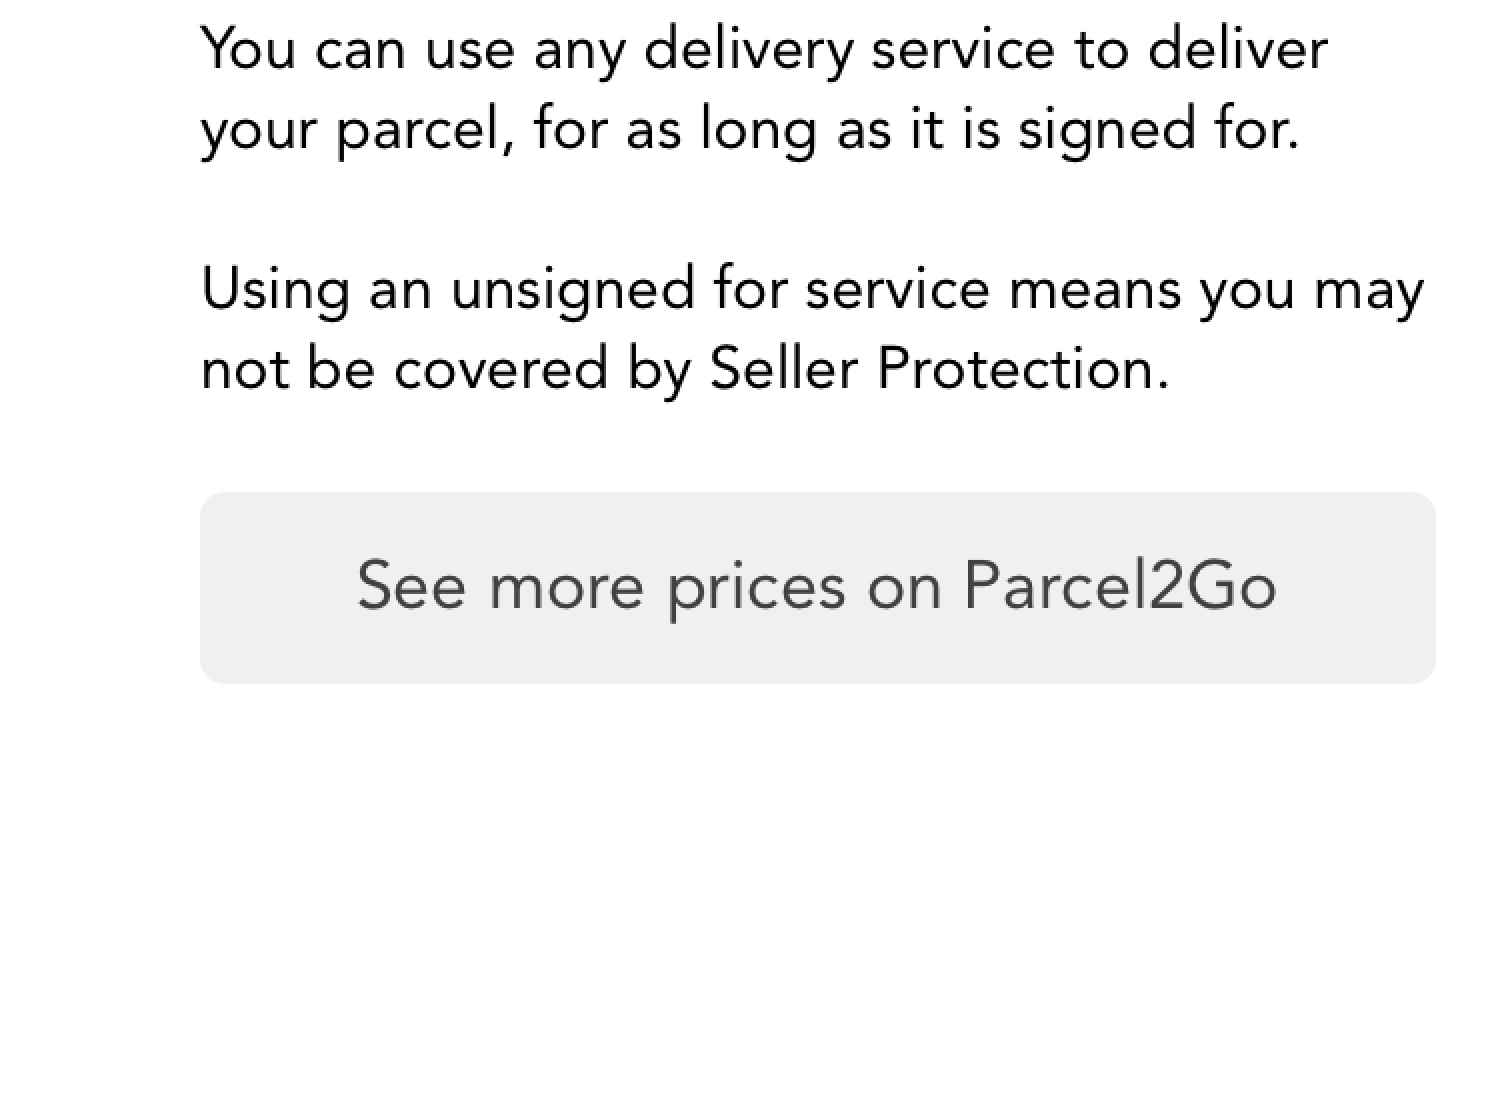 You can use any delivery service to deliver
your parcel, for as long as it is signed for.
Using an unsigned for service means you may
not be covered by Seller Protection.
See more prices on Parcel2Go